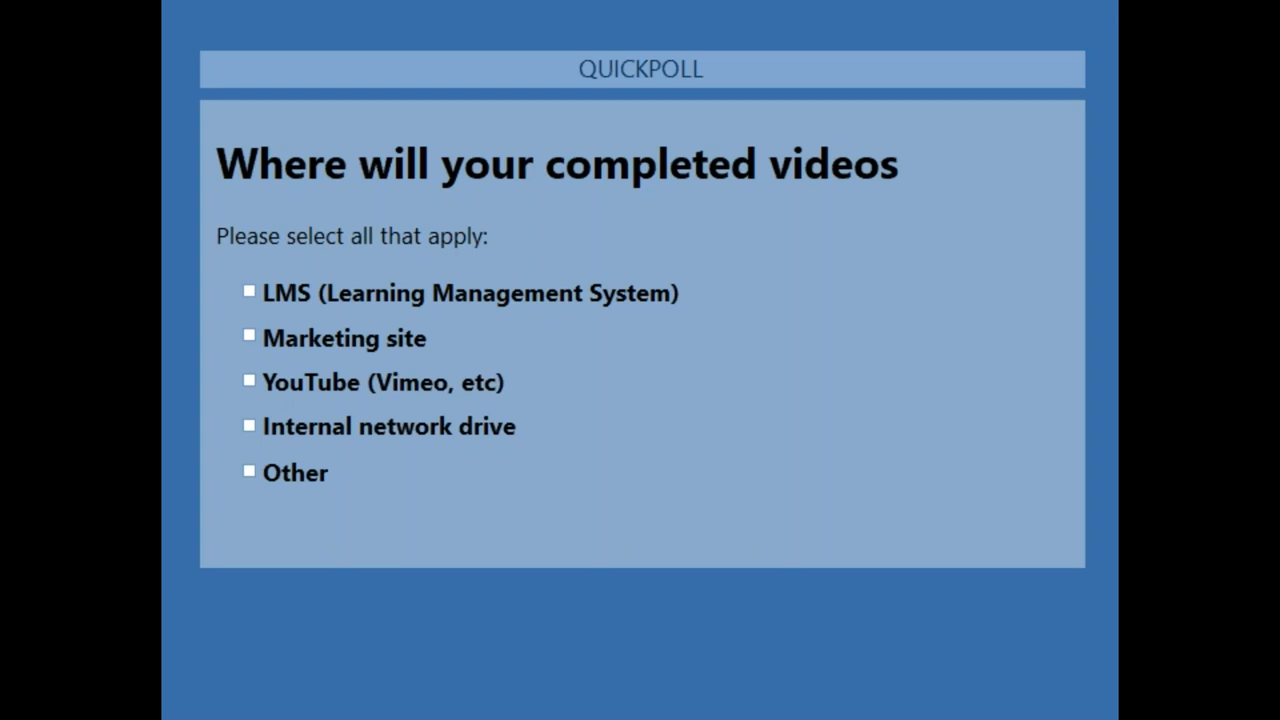 QUICKPOLL
Where will your completed videos
Please select all that apply:
LMS (Learning Management System)
Marketing site
YouTube (Vimeo, etc)
Internal network drive
Other